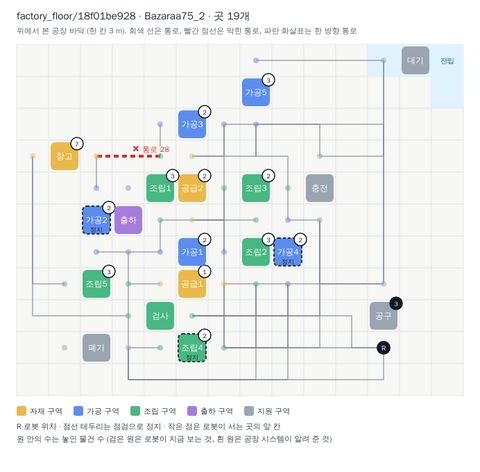 factory_floor/18f01be928 · Bazaraa75_2 · 곳 19개
위에서 본 공장 바닥 (한 칸 3 m). 회색 선은 통로, 빨간 점선은 막힌 통로, 파란 화살표는 한 방향 통로
대기
전립
3
가공5
2
가공3
✖ 통로 28
7
창고
3
조립1
2
공급2
2
조립3
충전
2
가공2
정지
출하
2
가공1
3
조립2
2
가공4
정지
3
조립5
1
공급1
3
공구
검사
2
조립4
정지
폐기
R
자재 구역
가공 구역
조립 구역
출하 구역
지원 구역
R 로봇 위치 · 점선 테두리는 점검으로 정지 · 작은 점은 로봇이 서는 곳의 앞 칸
원 안의 수는 놓인 물건 수 (검은 원은 로봇이 지금 보는 것, 흰 원은 공장 시스템이 알려 준 것)